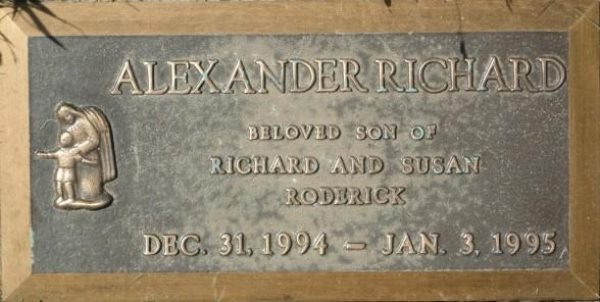 ALEXANDER RICHARD
BELOVED SON OF
RICHARD AND SUSAN
RODERICK
DEC. 31, 1994 – JAN. 3, 1995